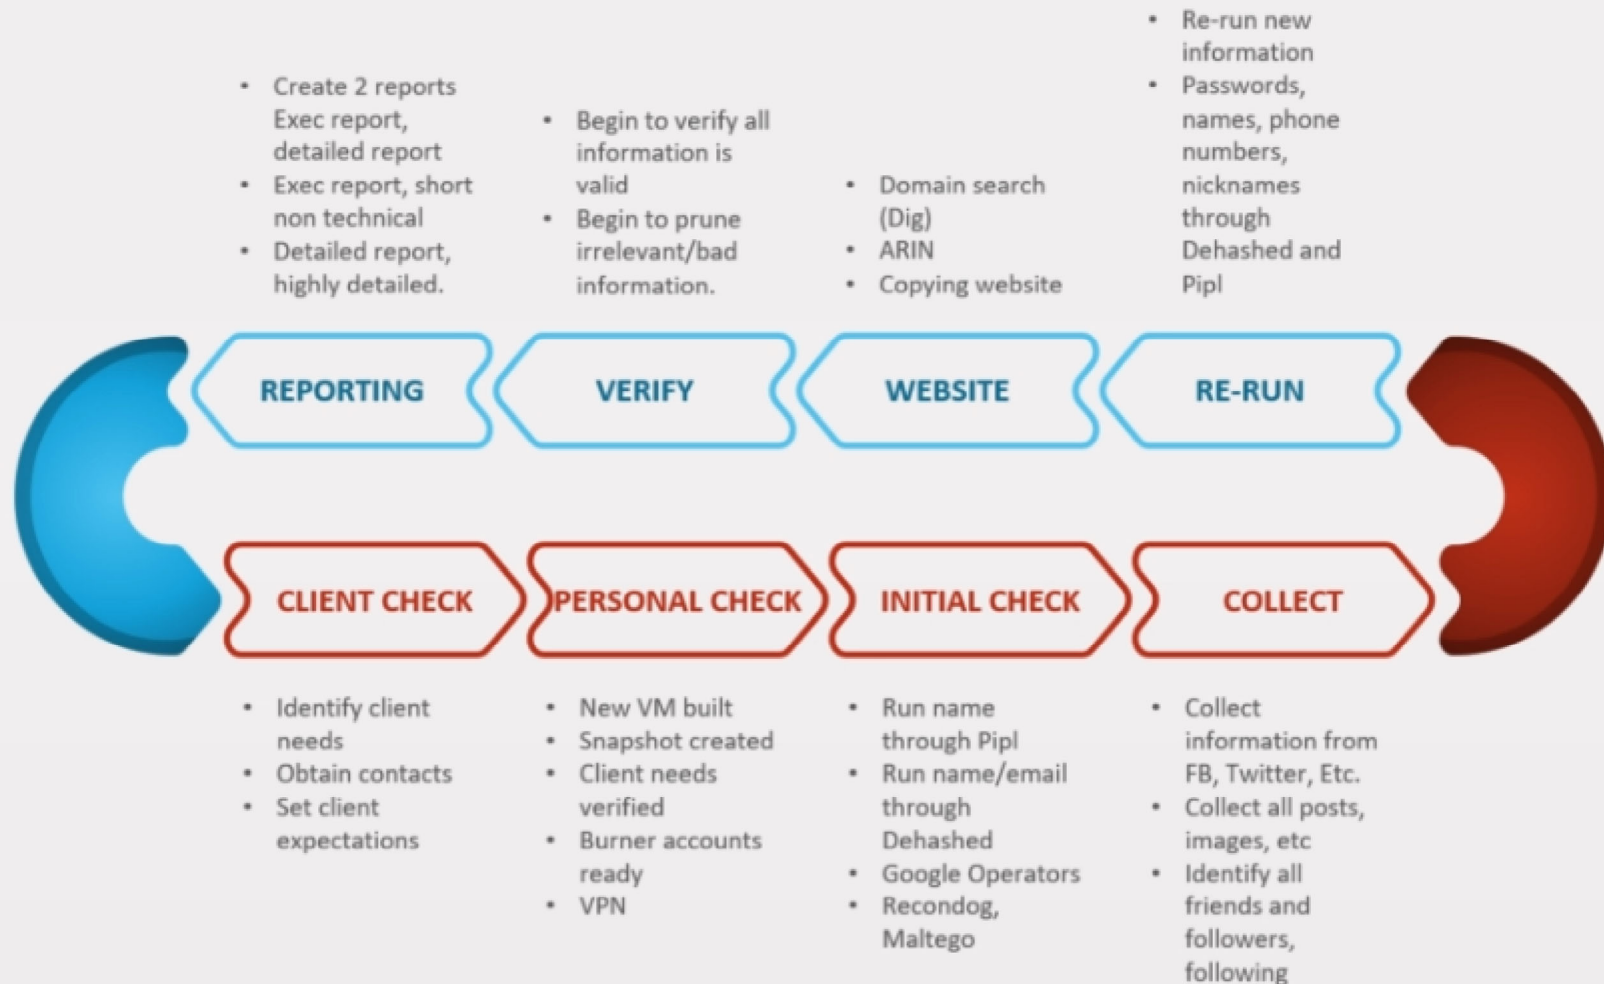 • Create 2 reports
Exec report,
detailed report
• Exec report, short
non technical
• Detailed report,
highly detailed.
• Begin to verify all
information is
valid
• Begin to prune
irrelevant/bad
information.
• Domain search
(Dig)
• ARIN
• Copying website
• Re-run new
information
• Passwords,
names, phone
numbers,
nicknames
through
Dehashed and
Pipl
REPORTING
VERIFY
WEBSITE
RE-RUN
CLIENT CHECK
PERSONAL CHECK
INITIAL CHECK
COLLECT
• Identify client
needs
• Obtain contacts
• Set client
expectations
• New VM built
• Snapshot created
• Client needs
verified
• Burner accounts
ready
• VPN
• Run name
through Pipl
• Run name/email
through
Dehashed
• Google Operators
• Recondog,
Maltego
• Collect
information from
FB, Twitter, Etc.
• Collect all posts,
images, etc
• Identify all
friends and
followers,
following